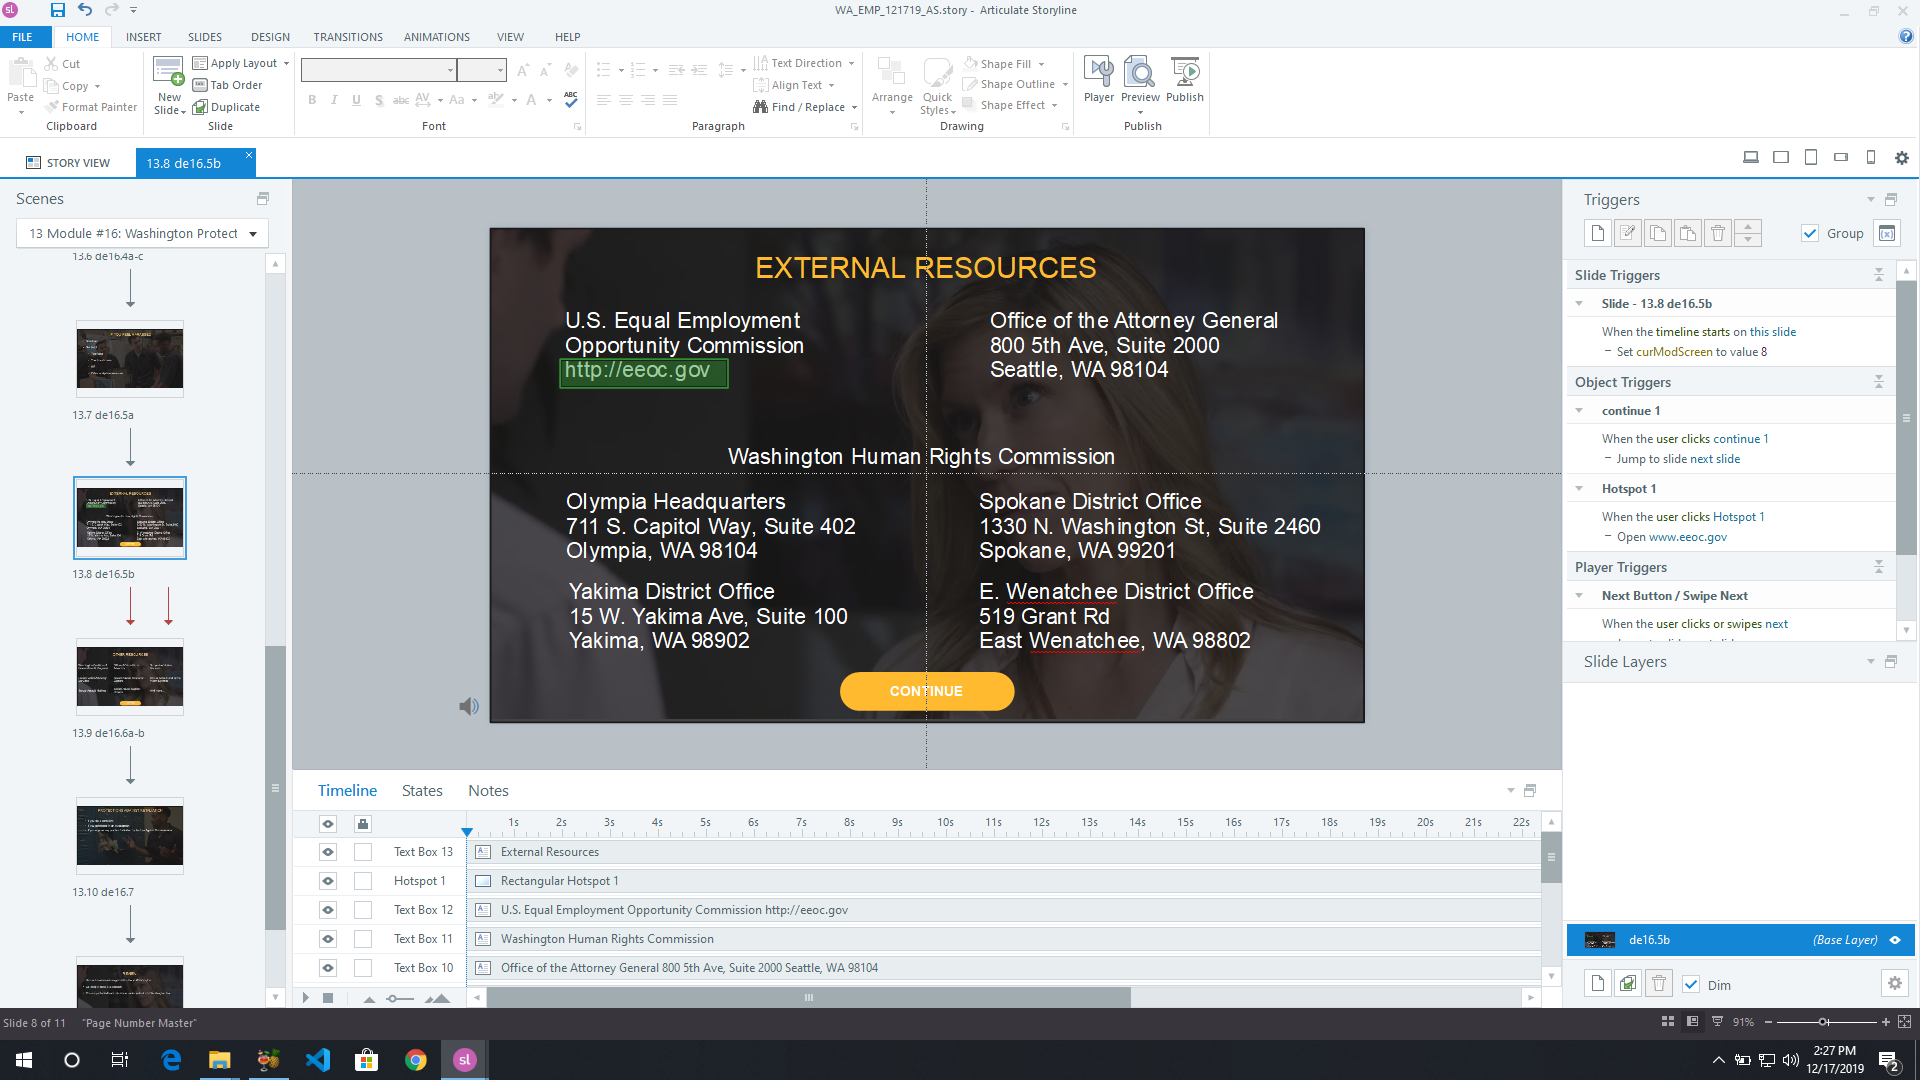 sl
WA_EMP_121719_AS.story - Articulate Storyline
FILE
HOME
INSERT
SLIDES
DESIGN
TRANSITIONS
ANIMATIONS
VIEW
HELP
Paste
Cut
Copy
Format Painter
Clipboard
New Slide
Apply Layout
Tab Order
Duplicate
Slide
B I U S abc AV Aa A
ABC
Font
Paragraph
Text Direction
Align Text
Find / Replace
Arrange
Quick Styles
Shape Fill
Shape Outline
Shape Effect
Drawing
Player
Preview
Publish
Publish
STORY VIEW
13.8 de16.5b
Scenes
13 Module #16: Washington Protect
13.6 de16.4a-c
13.7 de16.5a
EXTERNAL RESOURCES
13.8 de16.5b
OTHER RESOURCES
13.9 de16.6a-b
PROTECTIONS AGAINST RETALIATION
13.10 de16.7
EXTERNAL RESOURCES
U.S. Equal Employment
Opportunity Commission
http://eeoc.gov
Office of the Attorney General
800 5th Ave, Suite 2000
Seattle, WA 98104
Washington Human Rights Commission
Olympia Headquarters
711 S. Capitol Way, Suite 402
Olympia, WA 98104
Spokane District Office
1330 N. Washington St, Suite 2460
Spokane, WA 99201
Yakima District Office
15 W. Yakima Ave, Suite 100
Yakima, WA 98902
E. Wenatchee District Office
519 Grant Rd
East Wenatchee, WA 98802
CONTINUE
Timeline
States
Notes
1s 2s 3s 4s 5s 6s 7s 8s 9s 10s 11s 12s 13s 14s 15s 16s 17s 18s 19s 20s 21s 22s
Text Box 13 External Resources
Hotspot 1 Rectangular Hotspot 1
Text Box 12 U.S. Equal Employment Opportunity Commission http://eeoc.gov
Text Box 11 Washington Human Rights Commission
Text Box 10 Office of the Attorney General 800 5th Ave, Suite 2000 Seattle, WA 98104
Triggers
Group
Slide Triggers
Slide - 13.8 de16.5b
When the timeline starts on this slide
- Set curModScreen to value 8
Object Triggers
continue 1
When the user clicks continue 1
- Jump to slide next slide
Hotspot 1
When the user clicks Hotspot 1
- Open www.eeoc.gov
Player Triggers
Next Button / Swipe Next
When the user clicks or swipes next
Slide Layers
de16.5b
(Base Layer)
Dim
Slide 8 of 11
"Page Number Master"
91%
sl
2:27 PM
12/17/2019
2